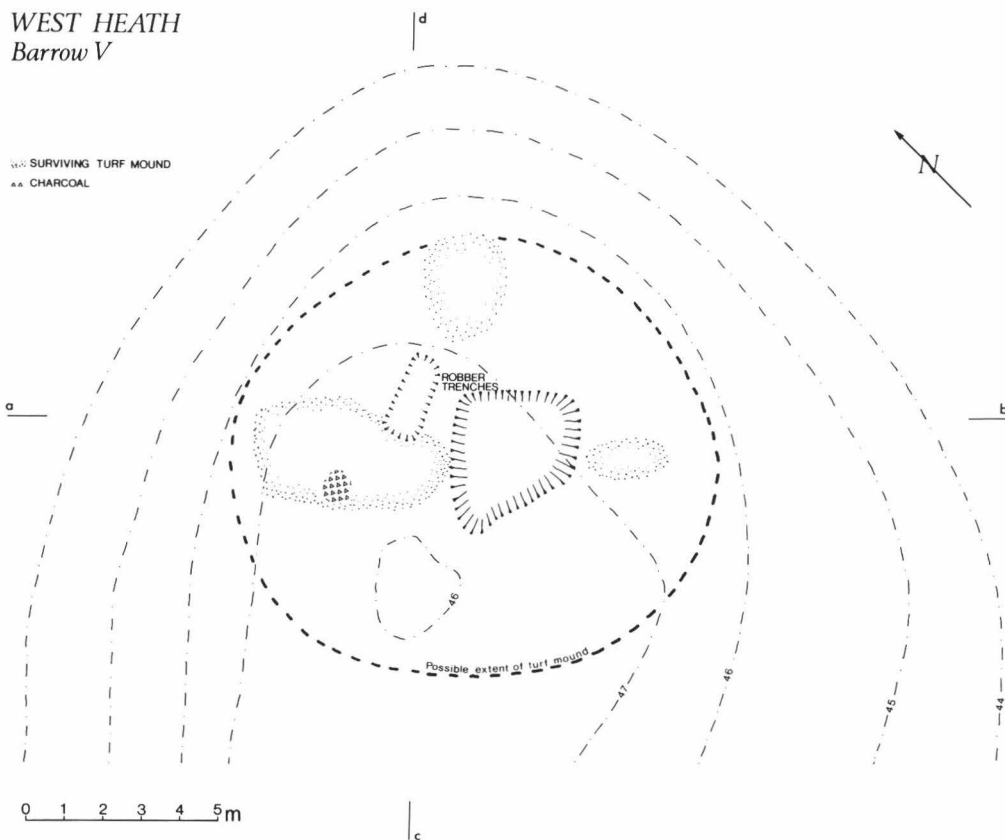 WEST HEATH
Barrow V
d
SURVIVING TURF MOUND
CHARCOAL
N
ROBBER
TRENCHES
a
b
46
Possible extent of turf mound
47
46
45
44
0 1 2 3 4 5m
c